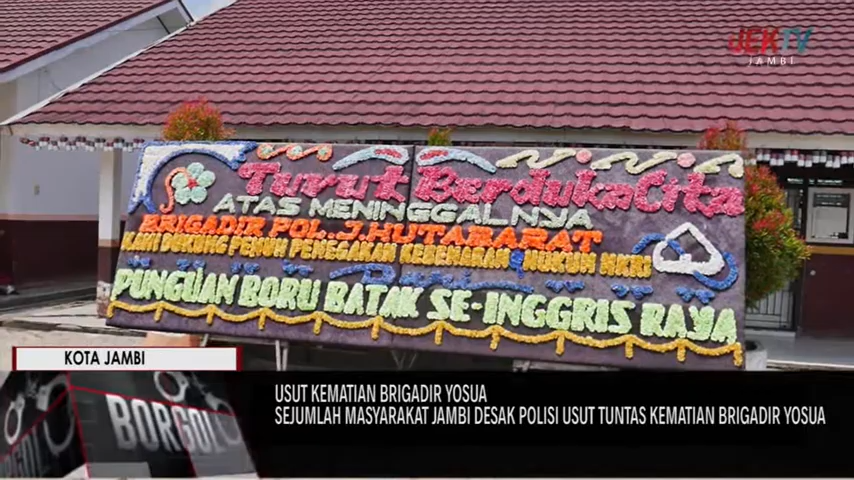 JEKTV
JAMBI
Turut Berduka Cita
ATAS MENINGGALNYA
BRIGADIR POL. J. HUTABARAT
KAMI DUKUNG PENUH PENEGAKAN KEBENARAN & HUKUM NKRI
PUNGUAN BORU BATAK SE-INGGRIS RAYA
KOTA JAMBI
BORGOL
USUT KEMATIAN BRIGADIR YOSUA
SEJUMLAH MASYARAKAT JAMBI DESAK POLISI USUT TUNTAS KEMATIAN BRIGADIR YOSUA